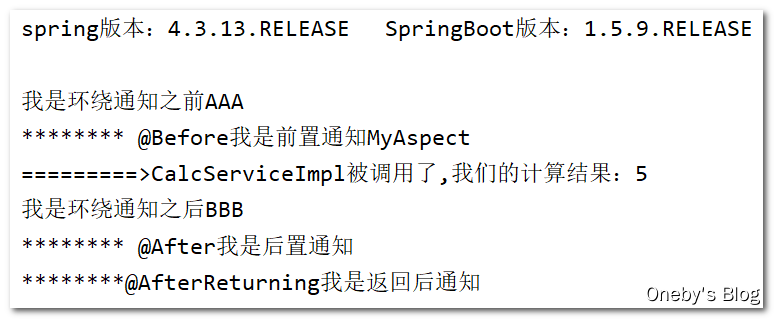 spring版本：4.3.13.RELEASE   SpringBoot版本：1.5.9.RELEASE
我是环绕通知之前AAA
******** @Before我是前置通知MyAspect
=========>CalcServiceImpl被调用了,我们的计算结果：5
我是环绕通知之后BBB
******** @After我是后置通知
********@AfterReturning我是返回后通知
Oneby's Blog